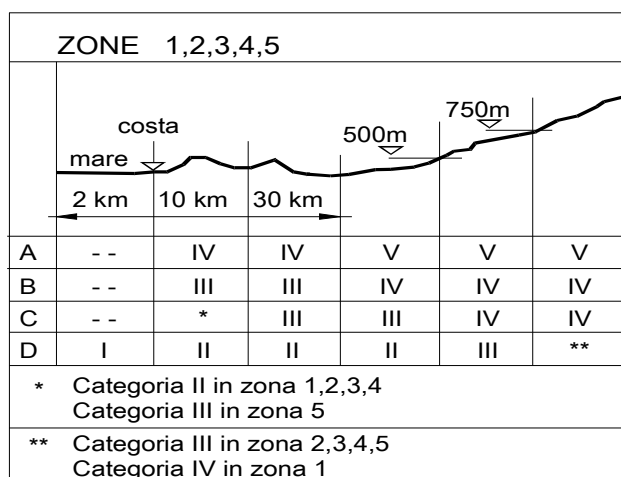 ZONE 1,2,3,4,5
750m
costa
500m
mare
2 km 10 km 30 km
A - - IV IV V V V
B - - III III IV IV IV
C - - * III III IV IV
D I II II II III **
* Categoria II in zona 1,2,3,4
Categoria III in zona 5
** Categoria III in zona 2,3,4,5
Categoria IV in zona 1